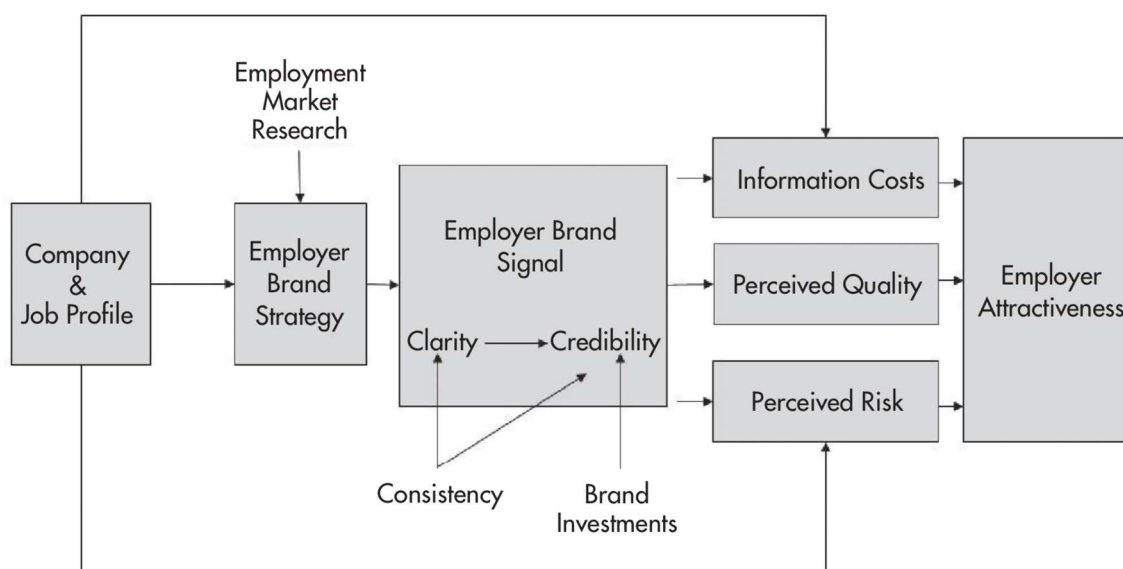 Employment
Market
Research
Company
&
Job Profile
Employer
Brand
Strategy
Employer Brand
Signal
Clarity
Credibility
Consistency
Brand
Investments
Information Costs
Perceived Quality
Perceived Risk
Employer
Attractiveness